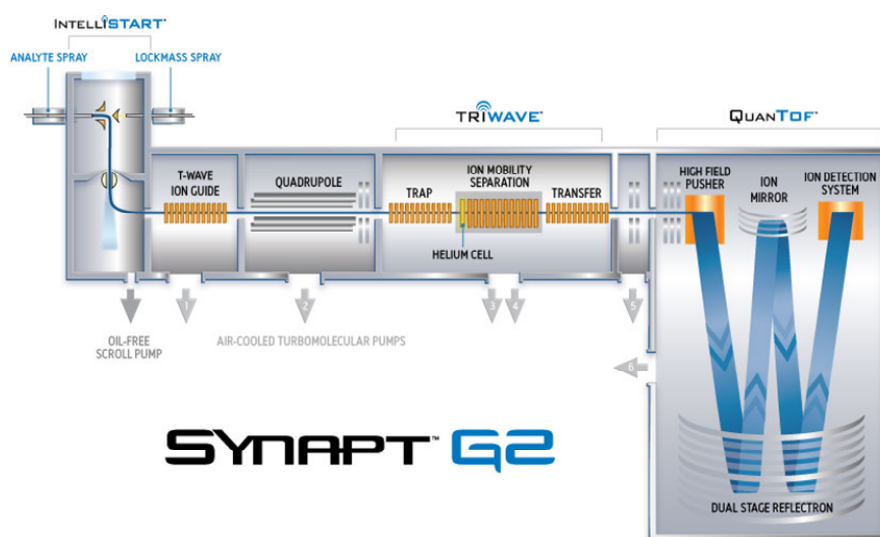 INTELLISTART
ANALYTE SPRAY
LOCKMASS SPRAY
TRIWAVE
QUANTOF
T-WAVE
ION GUIDE
QUADRUPOLE
TRAP
ION MOBILITY
SEPARATION
TRANSFER
HELIUM CELL
HIGH FIELD
PUSHER
ION
MIRROR
ION DETECTION
SYSTEM
1
2
3
4
5
6
OIL-FREE
SCROLL PUMP
AIR-COOLED TURBOMOLECULAR PUMPS
SYNAPT™ G2
DUAL STAGE REFLECTRON